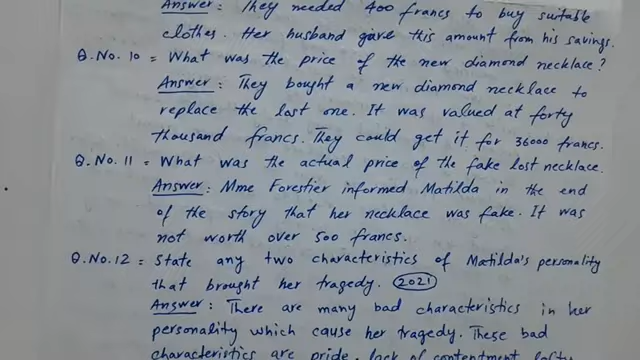 Answer: They needed 400 francs to buy suitable
clothes. Her husband gave this amount from his savings.
Q.No.10 = What was the price of the new diamond necklace?
Answer: They bought a new diamond necklace to
replace the last one. It was valued at forty
thousand francs. They could get it for 36000 francs.
Q.No.11 = What was the actual price of the fake lost necklace.
Answer: Mme Forestier informed Matilda in the end
of the story that her necklace was fake. It was
not worth over 500 francs.
Q.No.12 = State any two characteristics of Matilda's personality
that brought her tragedy. 2021
Answer: There are many bad characteristics in her
personality which cause her tragedy. These bad
characteristics are pride, lack of contentment, lofty